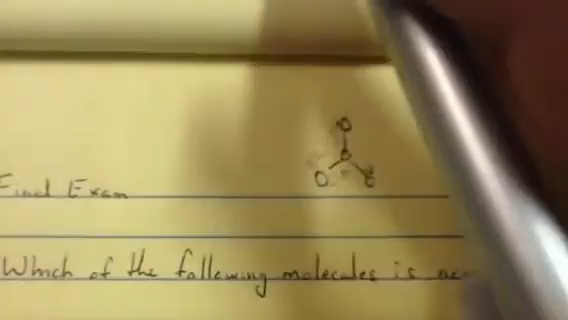 Final Exam
Which of the following molecules is